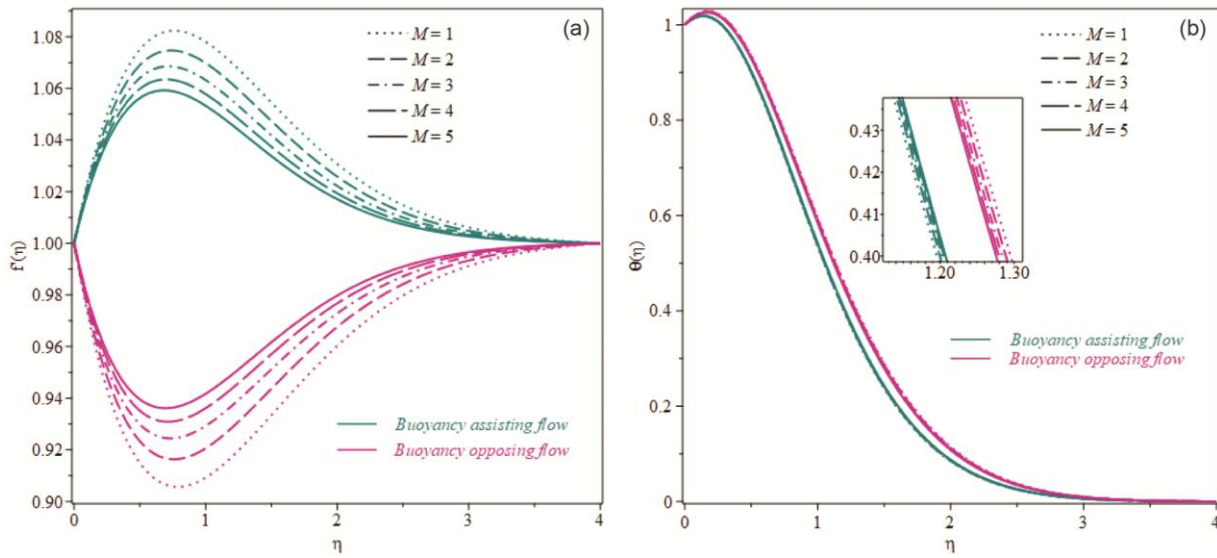 (a)
M = 1
M = 2
M = 3
M = 4
M = 5
1.08
1.06
1.04
1.02
1.00
0.98
0.96
0.94
0.92
0.90
f'(η)
Buoyancy assisting flow
Buoyancy opposing flow
0
1
2
3
4
η
(b)
M = 1
M = 2
M = 3
M = 4
M = 5
1
0.8
0.6
0.4
0.2
0
θ(η)
0.43
0.42
0.41
0.40
1.20
1.30
Buoyancy assisting flow
Buoyancy opposing flow
0
1
2
3
4
η